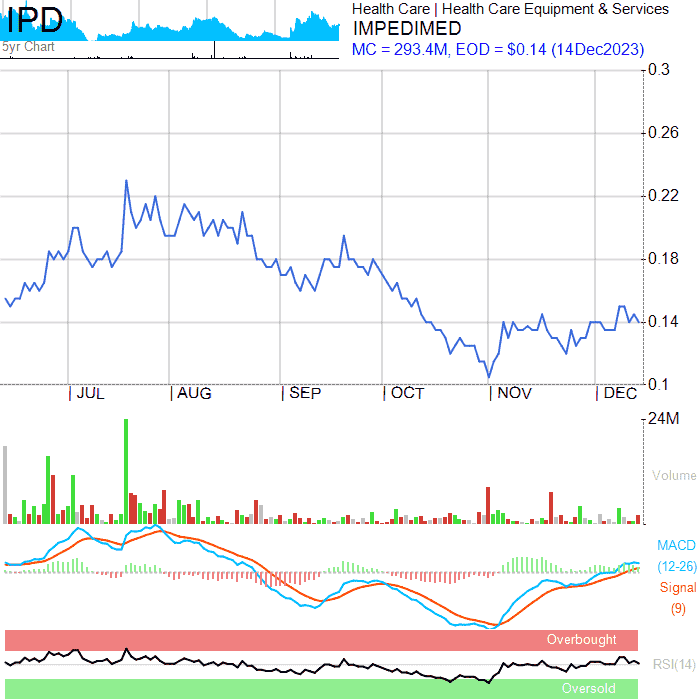 IPD
5yr Chart
Health Care | Health Care Equipment & Services
IMPEDIMED
MC = 293.4M, EOD = $0.14 (14Dec2023)
0.3
0.26
0.22
0.18
0.14
0.1
JUL AUG SEP OCT NOV DEC
24M
Volume
MACD
(12-26)
Signal
(9)
Overbought
RSI(14)
Oversold